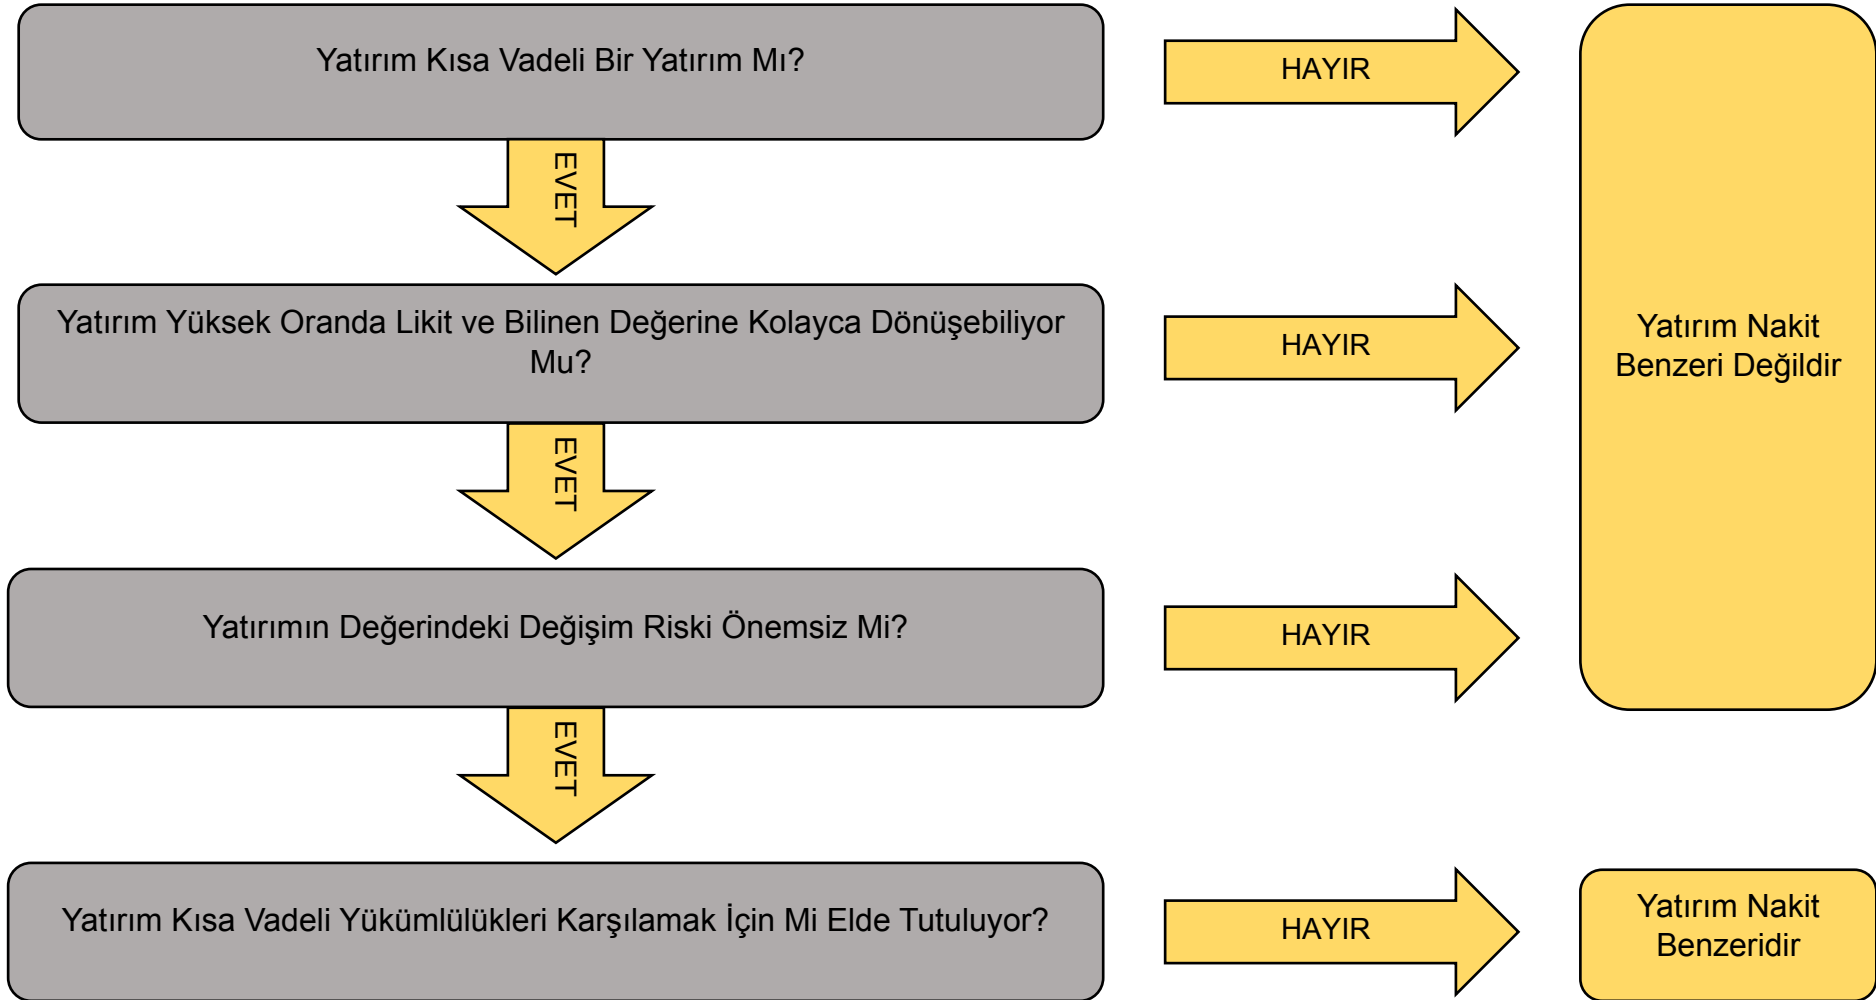 Yatırım Kısa Vadeli Bir Yatırım Mı?
HAYIR
EVET
Yatırım Yüksek Oranda Likit ve Bilinen Değerine Kolayca Dönüşebiliyor
Mu?
HAYIR
Yatırım Nakit
Benzeri Değildir
EVET
Yatırımın Değerindeki Değişim Riski Önemsiz Mi?
HAYIR
EVET
Yatırım Kısa Vadeli Yükümlülükleri Karşılamak İçin Mi Elde Tutuluyor?
HAYIR
Yatırım Nakit
Benzeridir